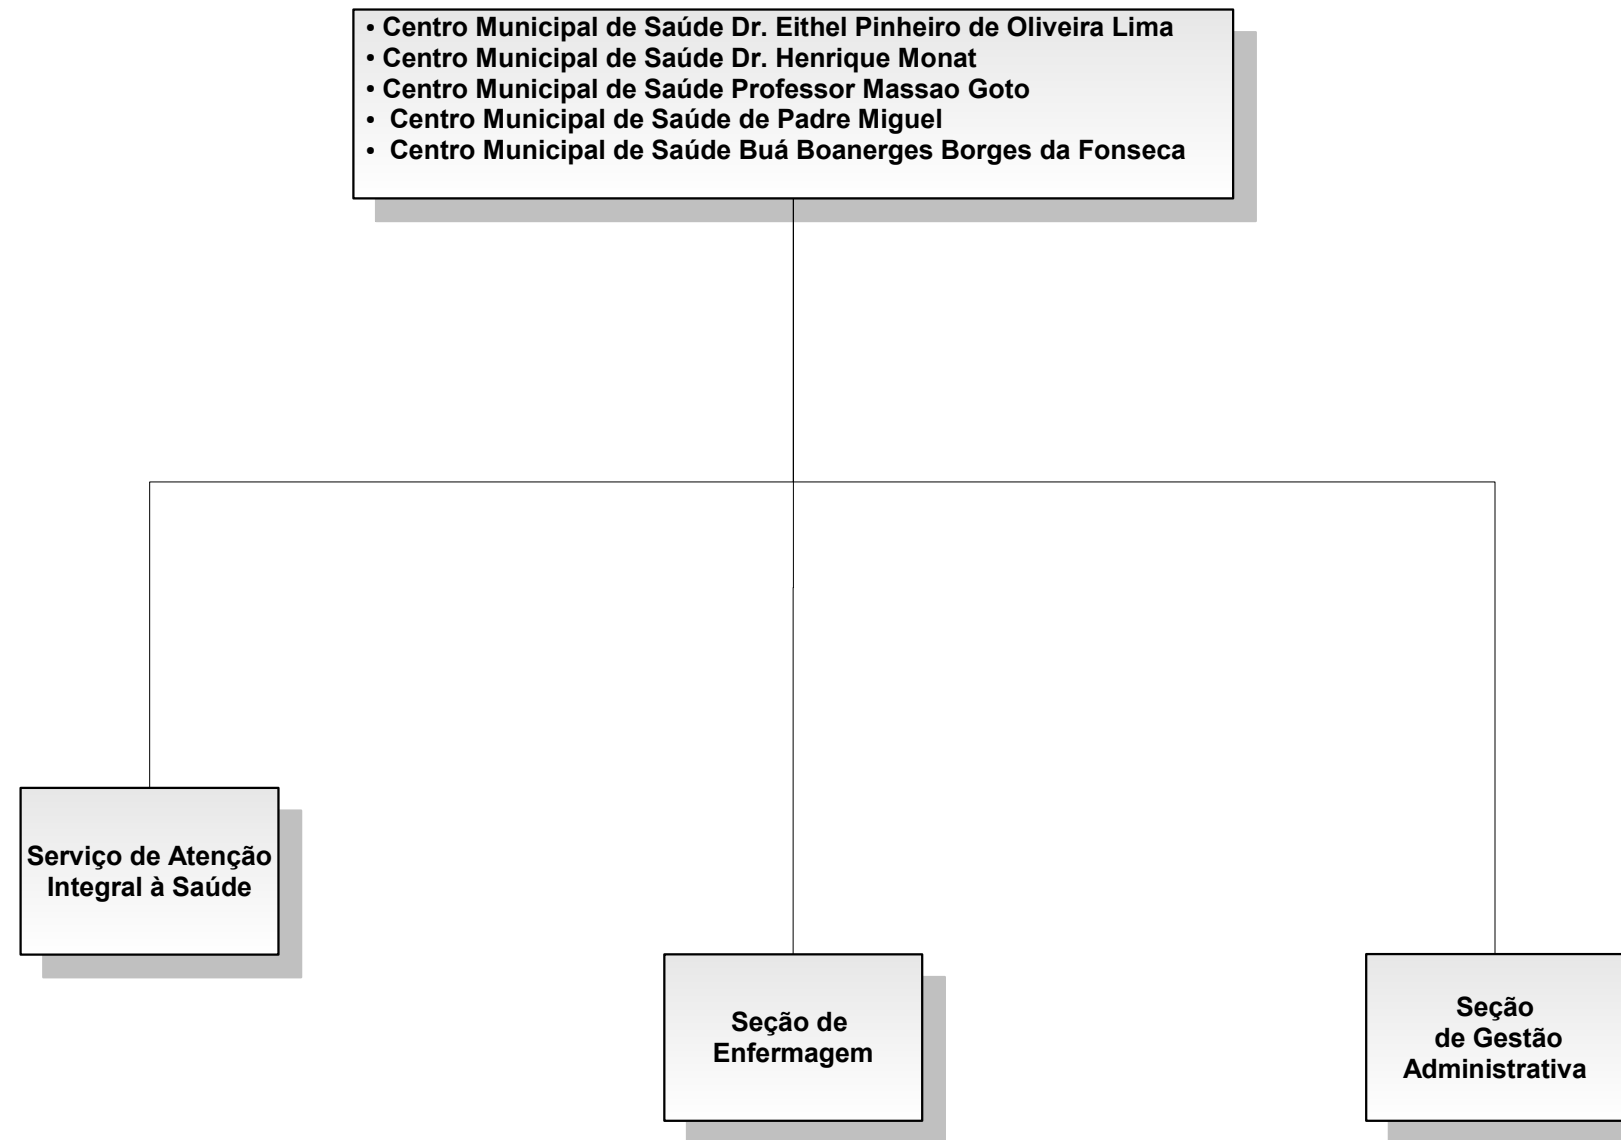 • Centro Municipal de Saúde Dr. Eithel Pinheiro de Oliveira Lima
• Centro Municipal de Saúde Dr. Henrique Monat
• Centro Municipal de Saúde Professor Massao Goto
• Centro Municipal de Saúde de Padre Miguel
• Centro Municipal de Saúde Buá Boanerges Borges da Fonseca
Serviço de Atenção
Integral à Saúde
Seção de
Enfermagem
Seção
de Gestão
Administrativa